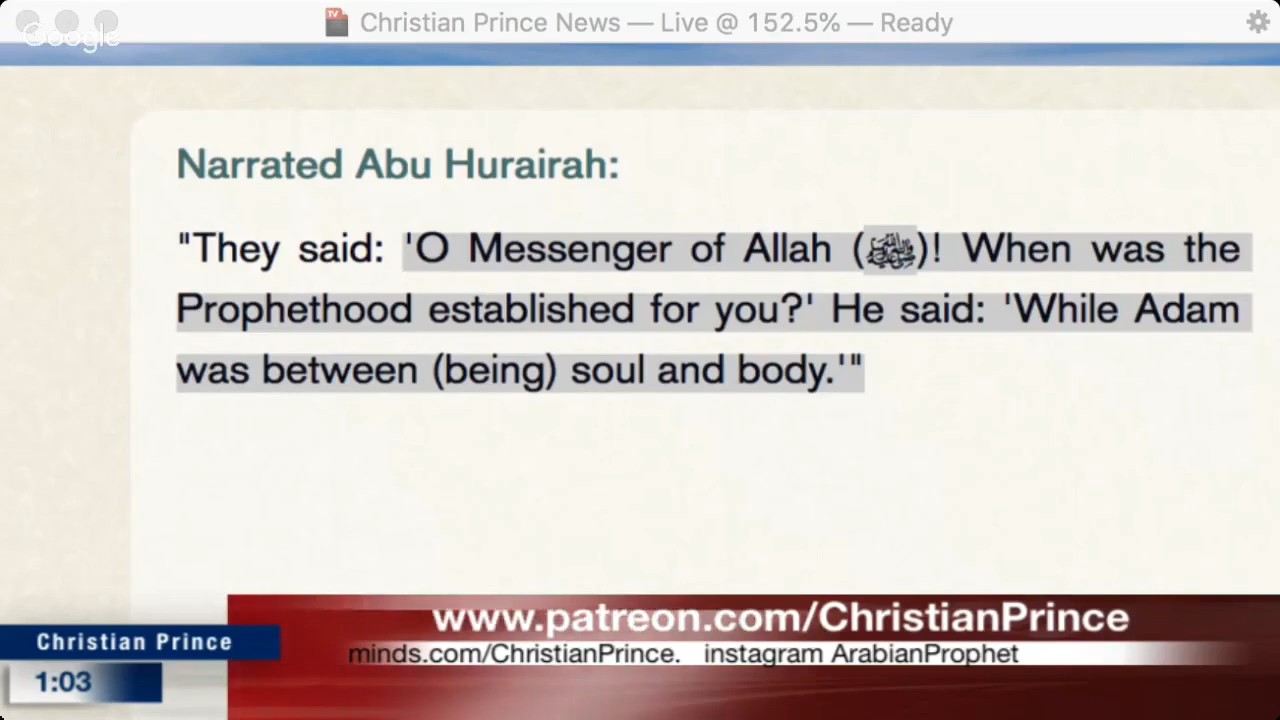 Christian Prince News — Live @ 152.5% — Ready
Google
Narrated Abu Hurairah:
"They said: 'O Messenger of Allah (ﷺ)! When was the
Prophethood established for you?' He said: 'While Adam
was between (being) soul and body.'"
www.patreon.com/ChristianPrince
Christian Prince
minds.com/ChristianPrince. instagram ArabianProphet
1:03